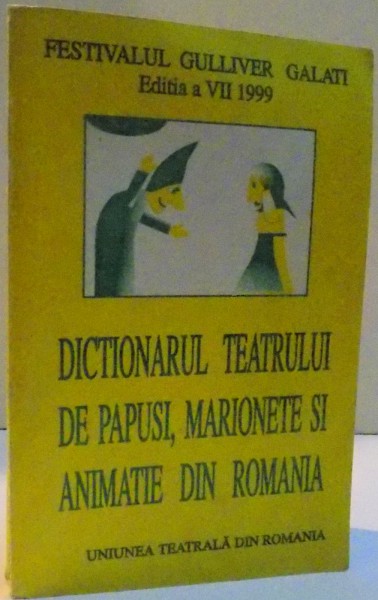 FESTIVALUL GULLIVER GALATI
Editia a VII 1999
DICTIONARUL TEATRULUI
DE PAPUSI, MARIONETE SI
ANIMATIE DIN ROMANIA
UNIUNEA TEATRALĂ DIN ROMANIA